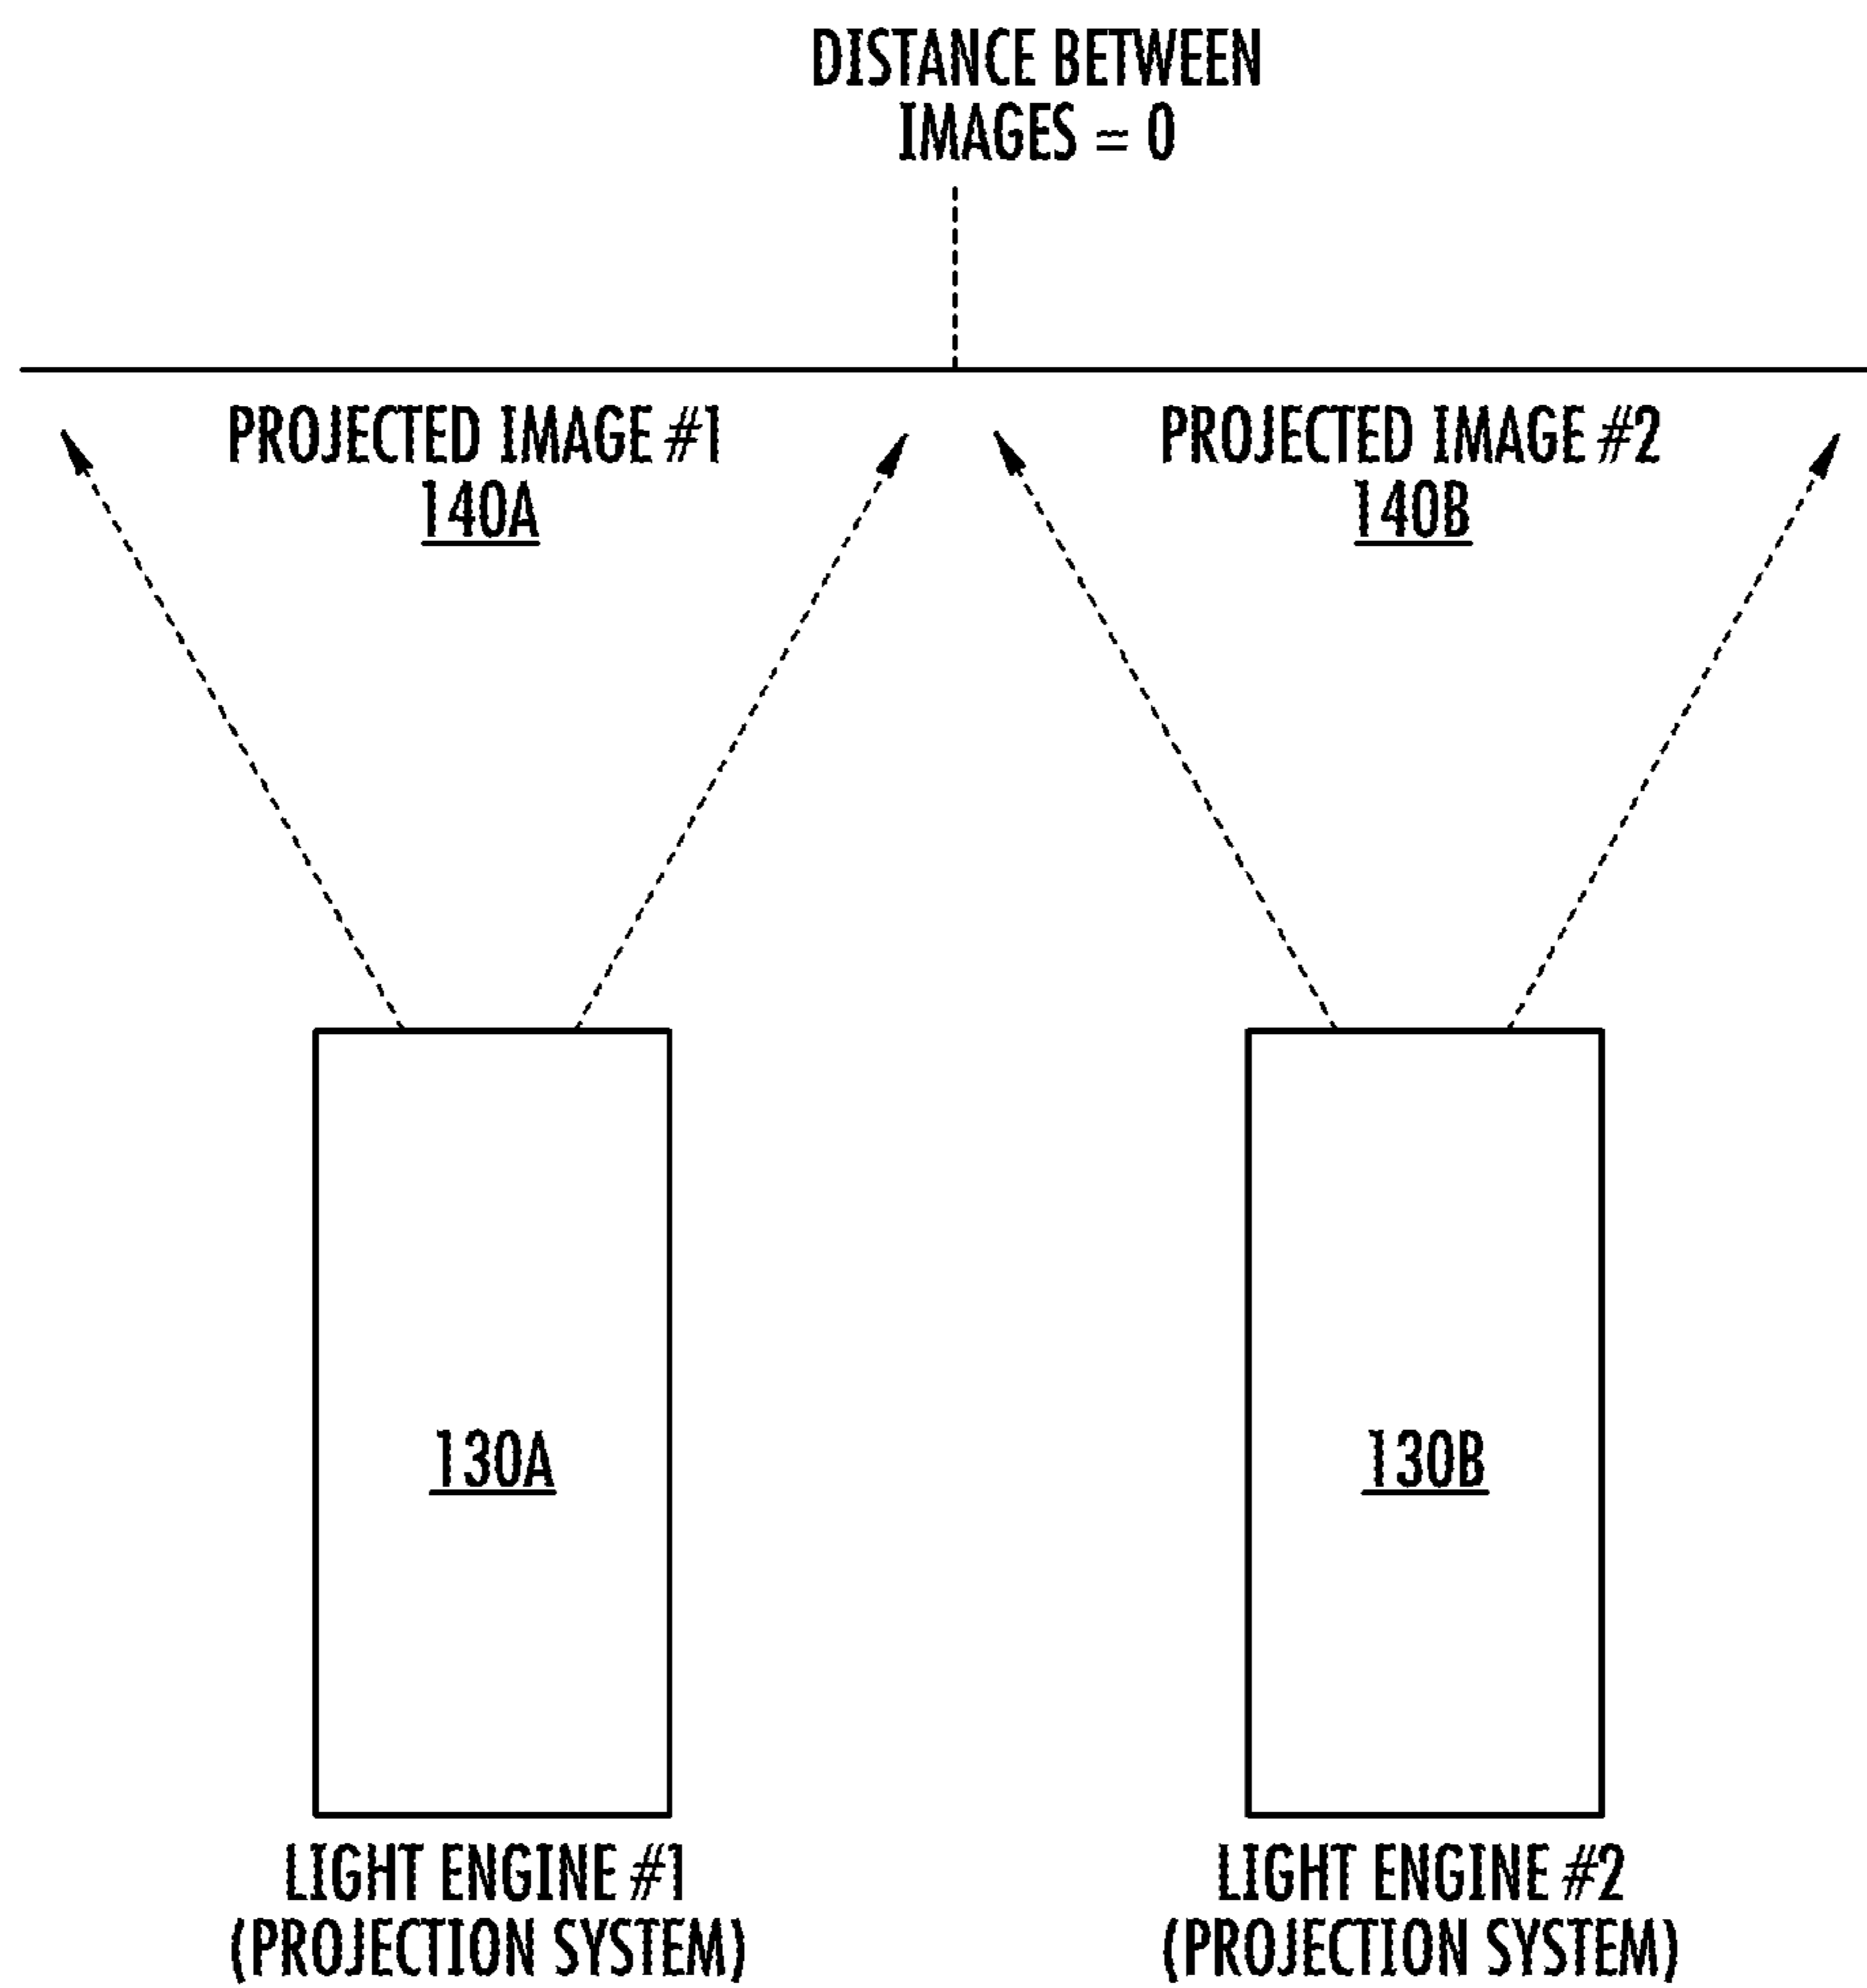 DISTANCE BETWEEN
IMAGES = 0
PROJECTED IMAGE #1
140A
PROJECTED IMAGE #2
140B
130A
130B
LIGHT ENGINE #1
(PROJECTION SYSTEM)
LIGHT ENGINE #2
(PROJECTION SYSTEM)